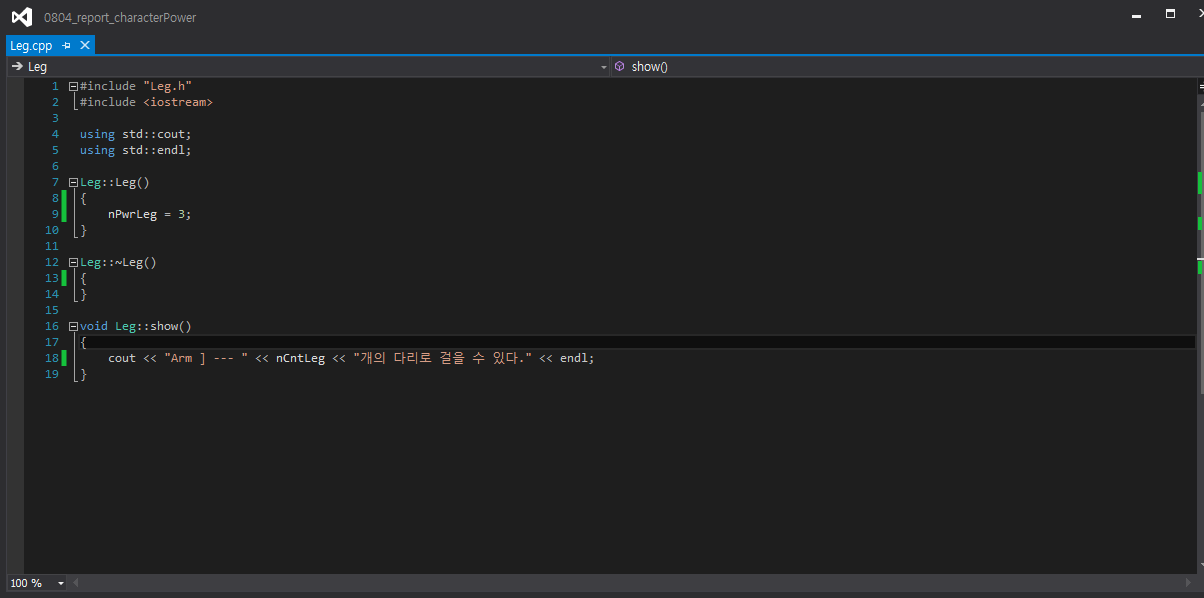 0804_report_characterPower
Leg.cpp
Leg show()
1 #include "Leg.h"
2 #include <iostream>
3
4 using std::cout;
5 using std::endl;
6
7 Leg::Leg()
8 {
9 nPwrLeg = 3;
10 }
11
12 Leg::~Leg()
13 {
14 }
15
16 void Leg::show()
17 {
18 cout << "Arm ] --- " << nCntLeg << "개의 다리로 걸을 수 있다." << endl;
19 }
100 %